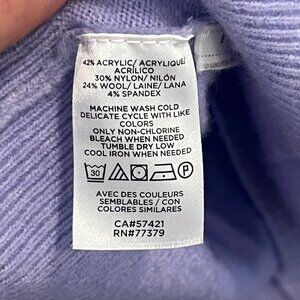 42% ACRYLIC/ ACRYLIQUE/
ACRÍLICO
30% NYLON/ NILÓN
24% WOOL/ LAINE/ LANA
4% SPANDEX
MACHINE WASH COLD
DELICATE CYCLE WITH LIKE
COLORS
ONLY NON-CHLORINE
BLEACH WHEN NEEDED
TUMBLE DRY LOW
COOL IRON WHEN NEEDED
30
P
AVEC DES COULEURS
SEMBLABLES / CON
COLORES SIMILARES
CA#57421
RN#77379